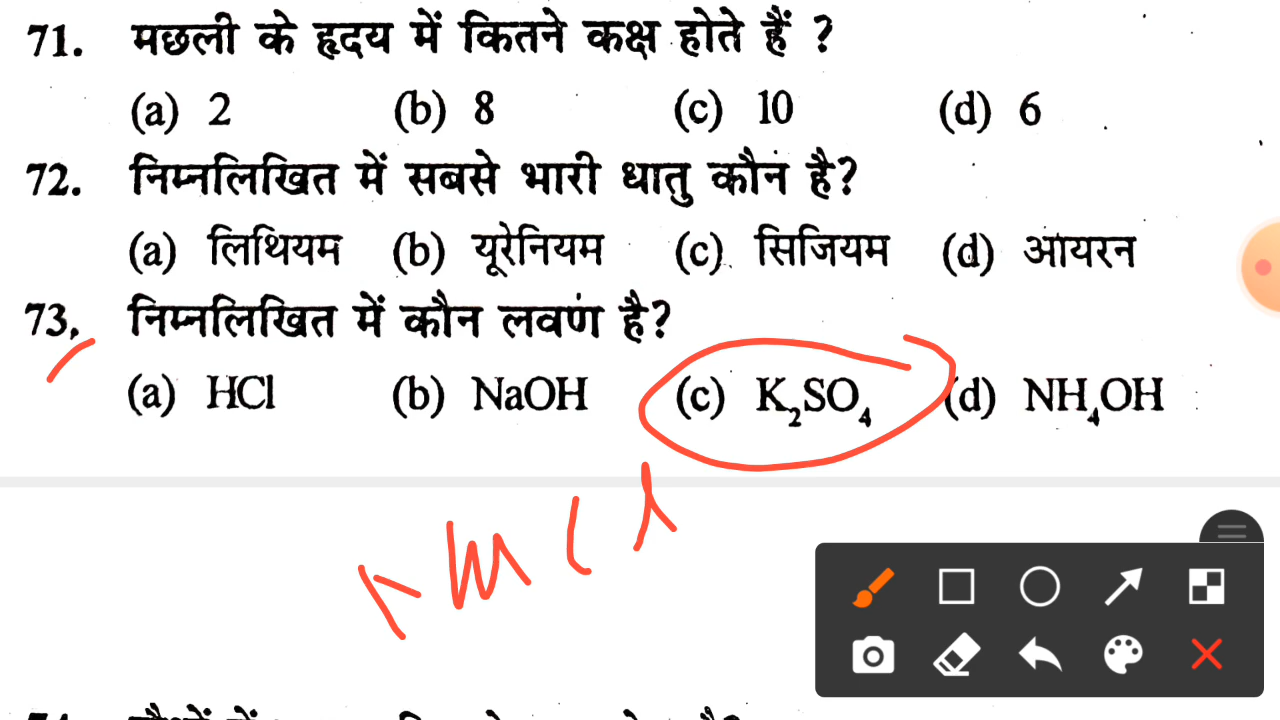 71. मछली के हृदय में कितने कक्ष होते हैं ?
(a) 2 (b) 8 (c) 10 (d) 6
72. निम्नलिखित में सबसे भारी धातु कौन है?
(a) लिथियम (b) यूरेनियम (c) सिजियम (d) आयरन
73. निम्नलिखित में कौन लवण है?
(a) HCl (b) NaOH (c) K₂SO₄ (d) NH₄OH